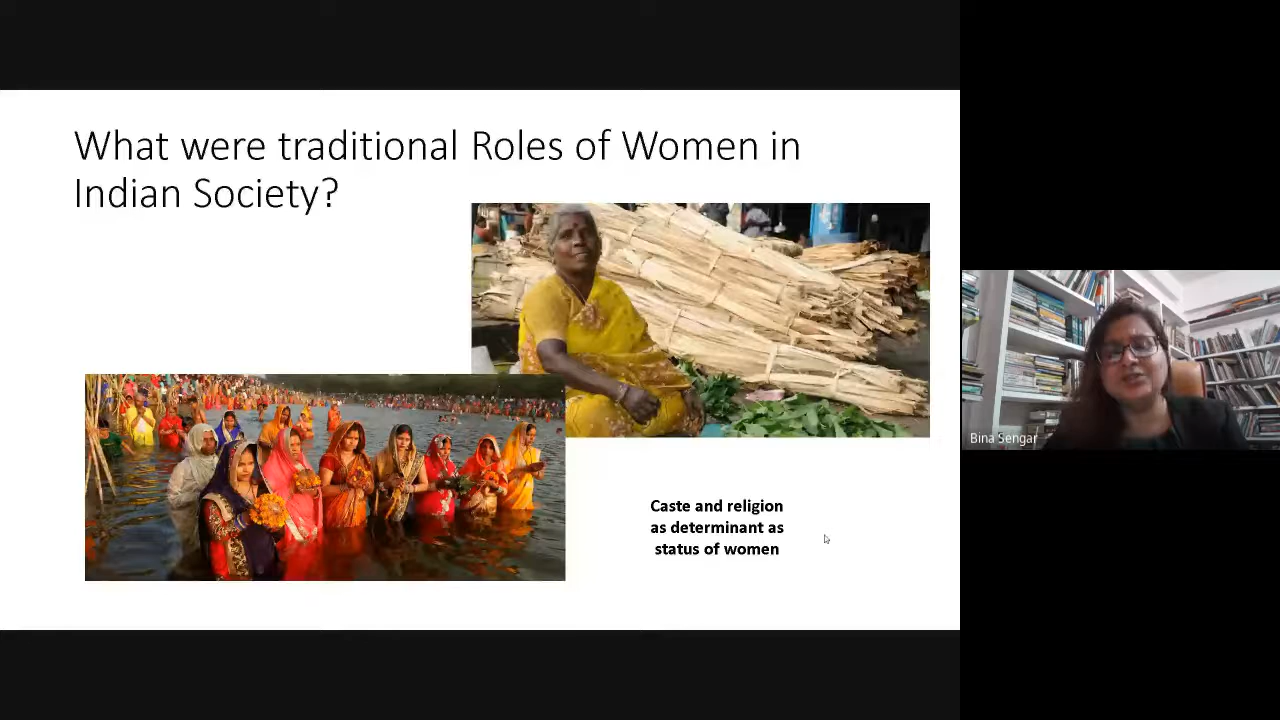 What were traditional Roles of Women in
Indian Society?
Caste and religion
as determinant as
status of women
Bina Sengar